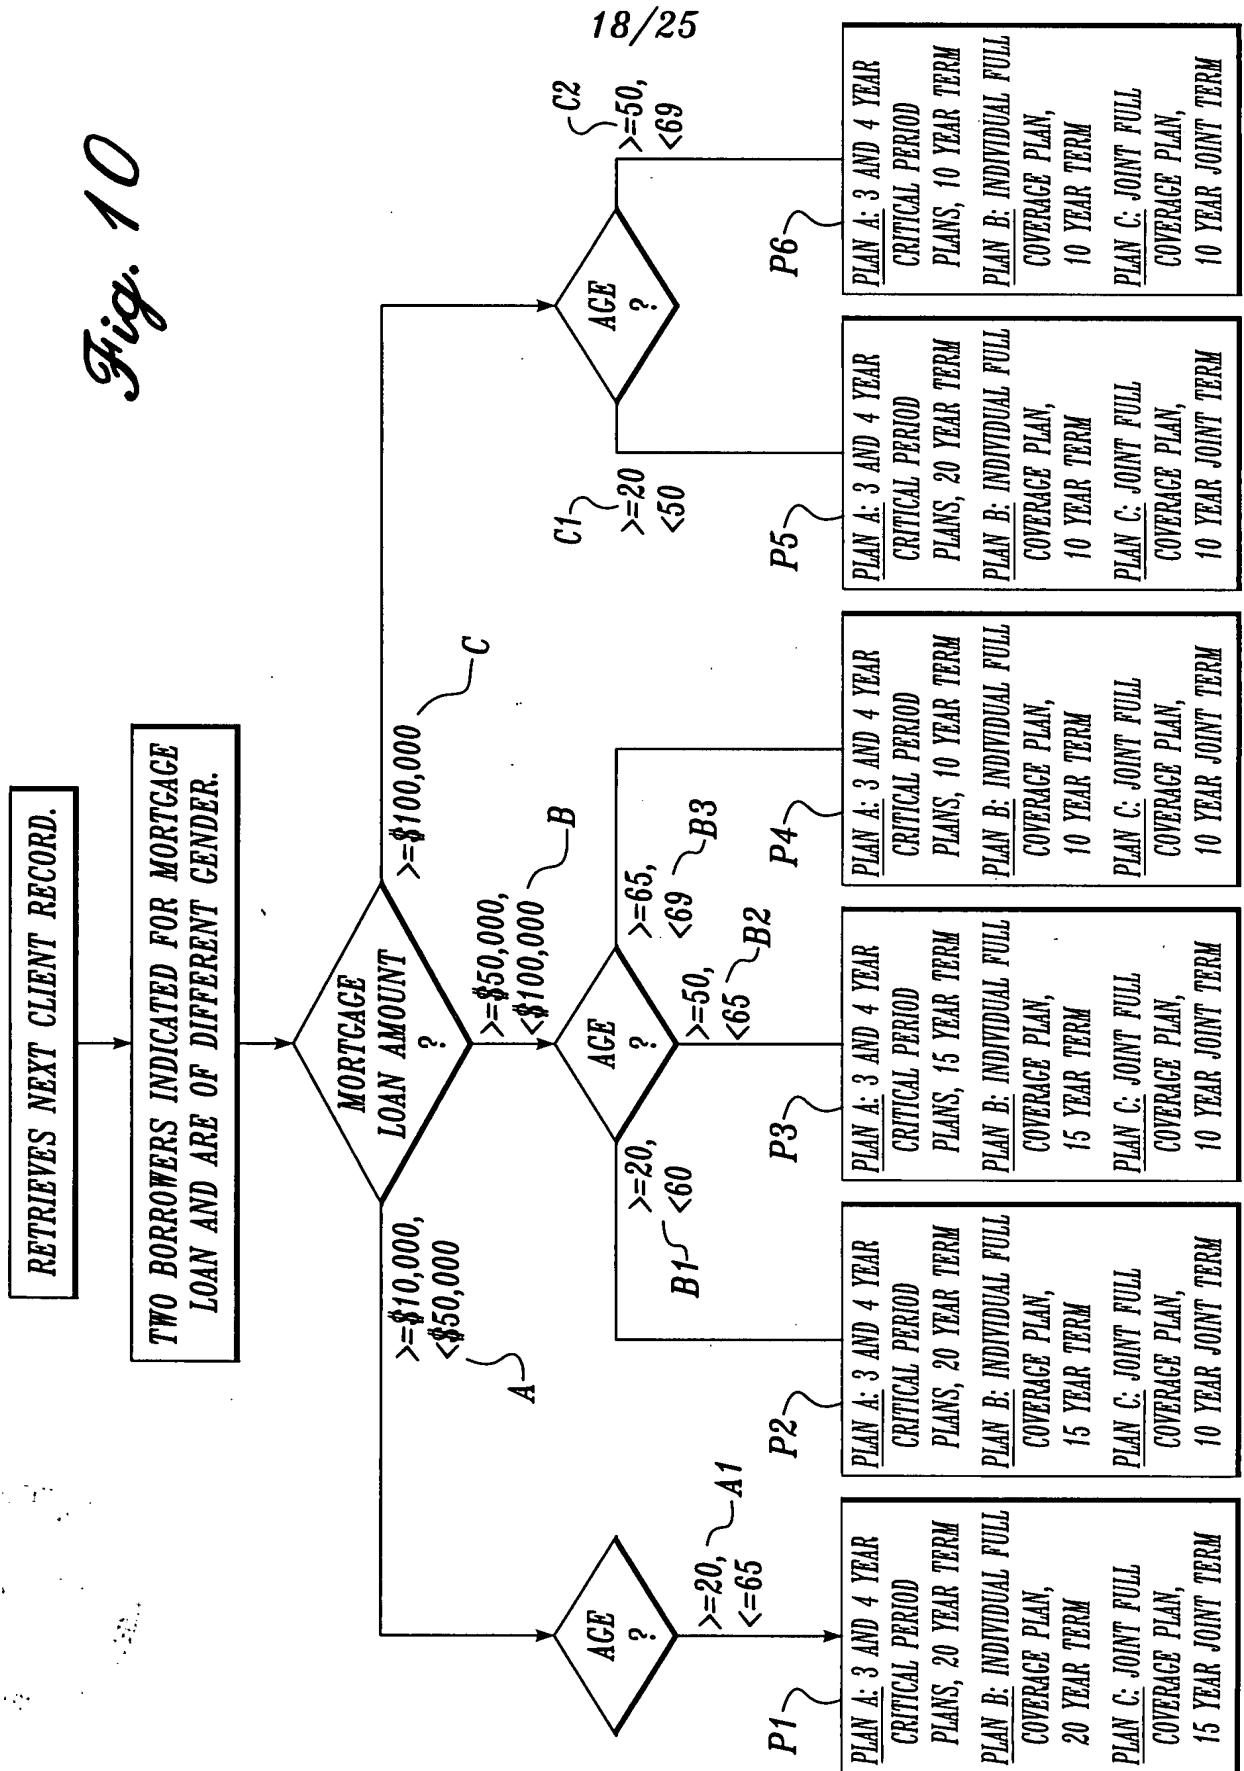 18/25
Fig. 10
RETRIEVES NEXT CLIENT RECORD.
TWO BORROWERS INDICATED FOR MORTGAGE
LOAN AND ARE OF DIFFERENT GENDER.
MORTGAGE
LOAN AMOUNT
?
>=$10,000,
<$50,000
A
>=$50,000,
<$100,000
B
>=$100,000
C
AGE
?
>=20,
<=65
A1
AGE
?
>=20,
<60
B1
>=50,
<65
B2
>=65,
<69
B3
AGE
?
C1
>=20
<50
C2
>=50,
<69
P1
PLAN A: 3 AND 4 YEAR
CRITICAL PERIOD
PLANS, 20 YEAR TERM
PLAN B: INDIVIDUAL FULL
COVERAGE PLAN,
20 YEAR TERM
PLAN C: JOINT FULL
COVERAGE PLAN,
15 YEAR JOINT TERM
P2
PLAN A: 3 AND 4 YEAR
CRITICAL PERIOD
PLANS, 20 YEAR TERM
PLAN B: INDIVIDUAL FULL
COVERAGE PLAN,
15 YEAR TERM
PLAN C: JOINT FULL
COVERAGE PLAN,
10 YEAR JOINT TERM
P3
PLAN A: 3 AND 4 YEAR
CRITICAL PERIOD
PLANS, 15 YEAR TERM
PLAN B: INDIVIDUAL FULL
COVERAGE PLAN,
15 YEAR TERM
PLAN C: JOINT FULL
COVERAGE PLAN,
10 YEAR JOINT TERM
P4
PLAN A: 3 AND 4 YEAR
CRITICAL PERIOD
PLANS, 10 YEAR TERM
PLAN B: INDIVIDUAL FULL
COVERAGE PLAN,
10 YEAR TERM
PLAN C: JOINT FULL
COVERAGE PLAN,
10 YEAR JOINT TERM
P5
PLAN A: 3 AND 4 YEAR
CRITICAL PERIOD
PLANS, 20 YEAR TERM
PLAN B: INDIVIDUAL FULL
COVERAGE PLAN,
10 YEAR TERM
PLAN C: JOINT FULL
COVERAGE PLAN,
10 YEAR JOINT TERM
P6
PLAN A: 3 AND 4 YEAR
CRITICAL PERIOD
PLANS, 10 YEAR TERM
PLAN B: INDIVIDUAL FULL
COVERAGE PLAN,
10 YEAR TERM
PLAN C: JOINT FULL
COVERAGE PLAN,
10 YEAR JOINT TERM